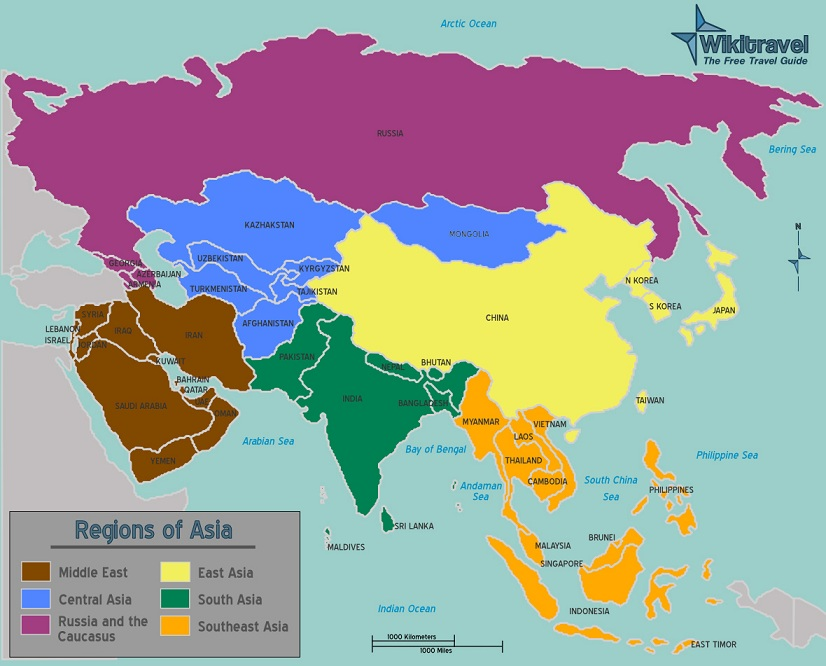 Arctic Ocean
Wikitravel
The Free Travel Guide
RUSSIA
Bering Sea
KAZHAKSTAN
MONGOLIA
N
GEORGIA
AZERBAIJAN
ARMENIA
UZBEKISTAN
KYRGYZSTAN
TURKMENISTAN
TAJIKISTAN
N KOREA
S KOREA
JAPAN
SYRIA
LEBANON
ISRAEL
JORDAN
IRAQ
IRAN
AFGHANISTAN
CHINA
KUWAIT
PAKISTAN
NEPAL
BHUTAN
BAHRAIN
QATAR
UAE
SAUDI ARABIA
OMAN
INDIA
BANGLADESH
TAIWAN
MYANMAR
VIETNAM
LAOS
Arabian Sea
Bay of Bengal
THAILAND
Philippine Sea
YEMEN
CAMBODIA
South China
Sea
Andaman
Sea
PHILIPPINES
SRI LANKA
MALDIVES
MALAYSIA
BRUNEI
SINGAPORE
Indian Ocean
INDONESIA
EAST TIMOR
1000 Kilometers
1000 Miles
Regions of Asia
Middle East
East Asia
Central Asia
South Asia
Russia and the
Caucasus
Southeast Asia